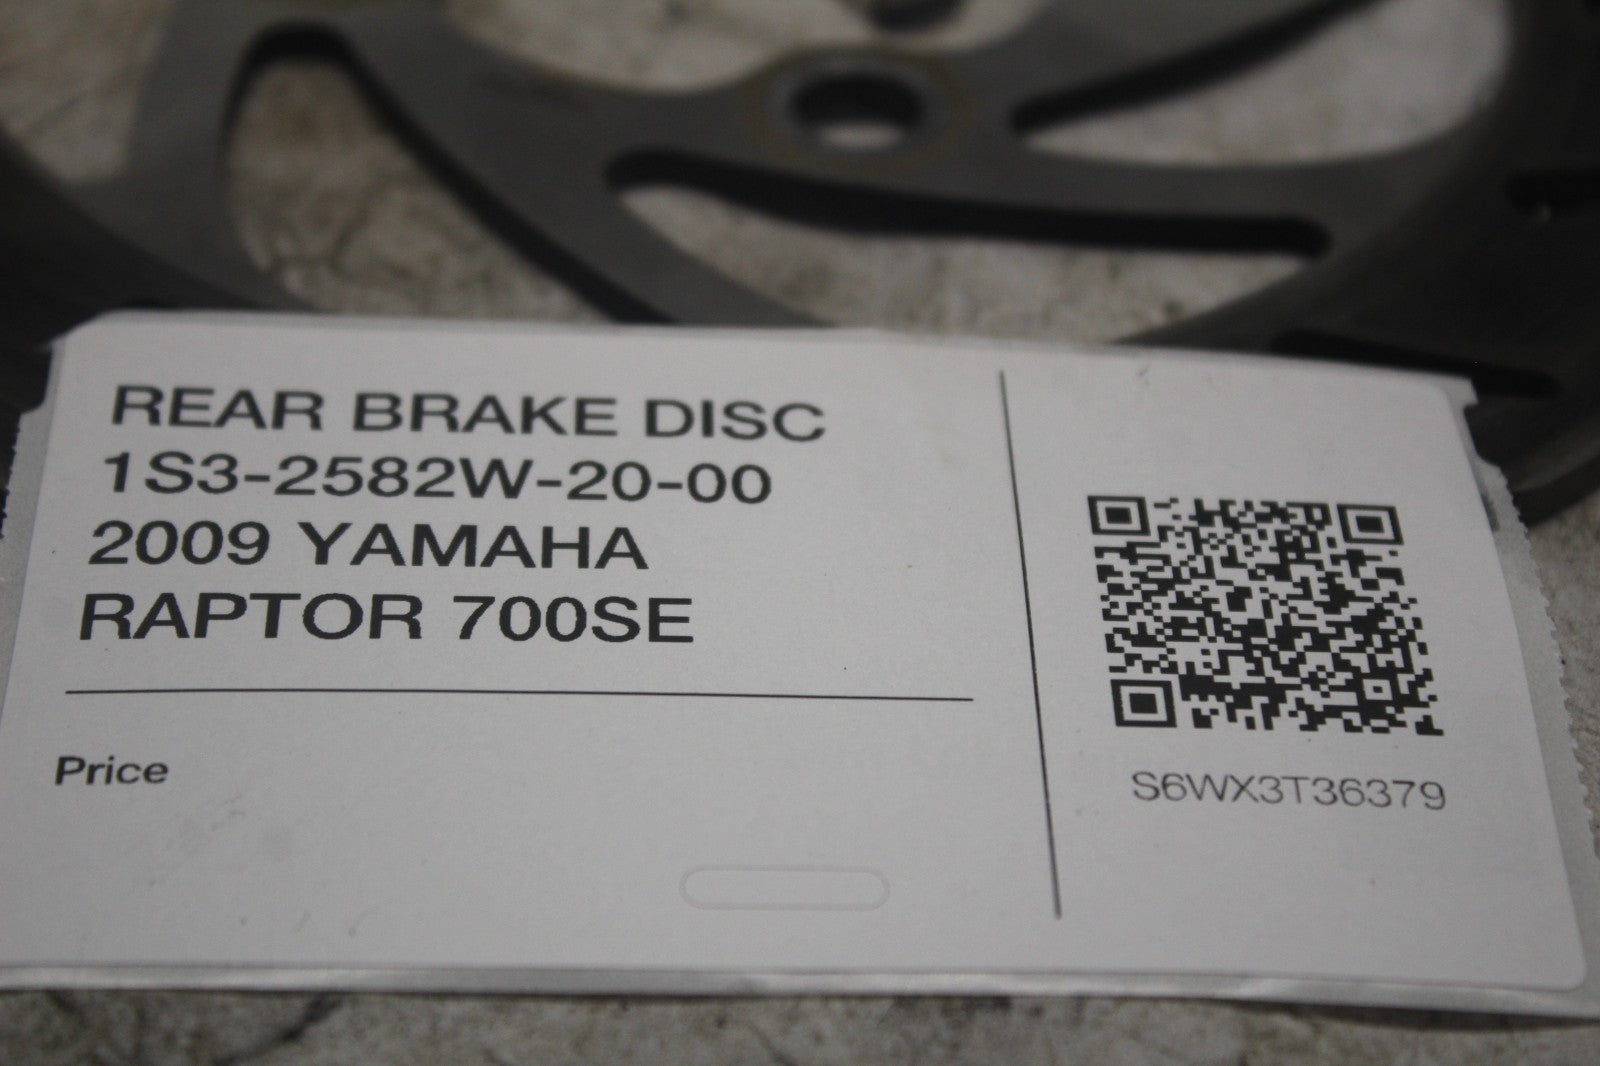 REAR BRAKE DISC
1S3-2582W-20-00
2009 YAMAHA
RAPTOR 700SE
Price
S6WX3T36379